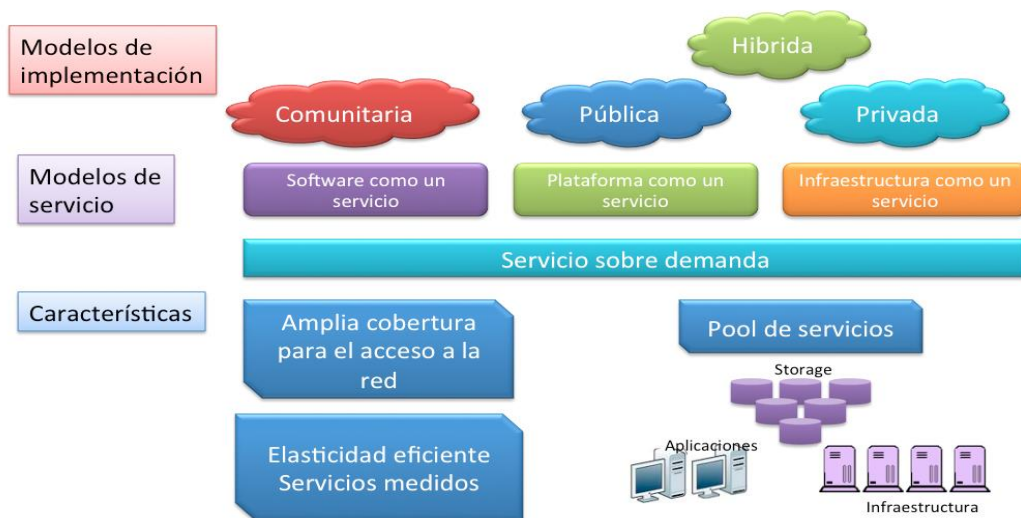 Modelos de
implementación
Hibrida
Comunitaria
Pública
Privada
Modelos de
servicio
Software como un
servicio
Plataforma como un
servicio
Infraestructura como un
servicio
Servicio sobre demanda
Características
Amplia cobertura
para el acceso a la
red
Pool de servicios
Storage
Elasticidad eficiente
Servicios medidos
Aplicaciones
Infraestructura